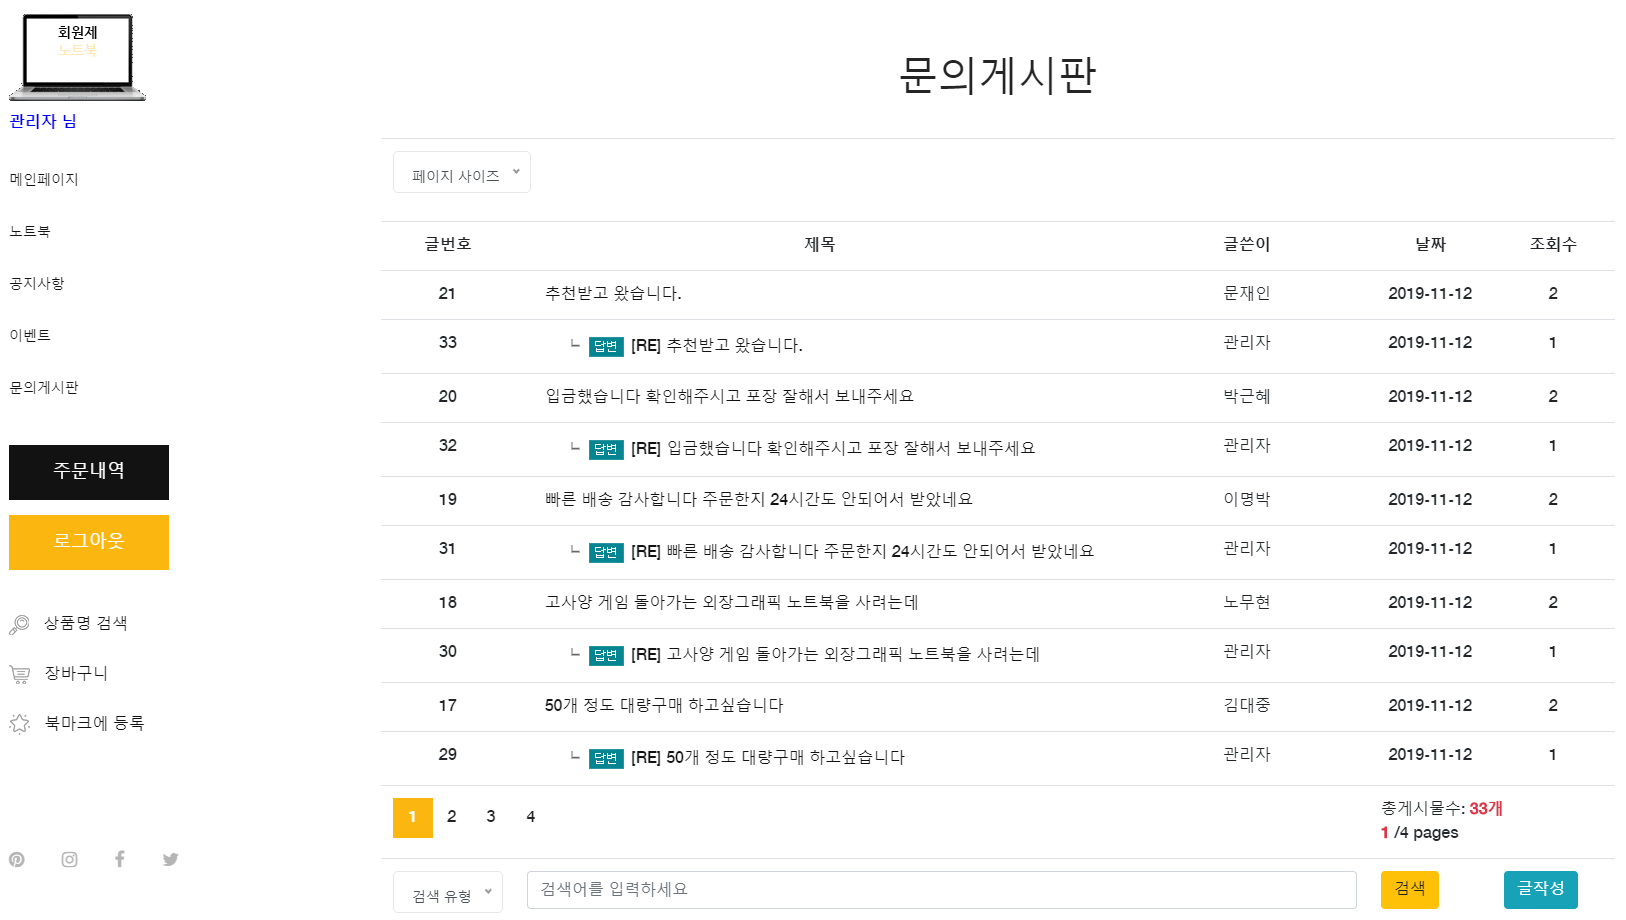 회원제
노트북
관리자 님
메인페이지
노트북
공지사항
이벤트
문의게시판
주문내역
로그아웃
상품명 검색
장바구니
북마크에 등록
문의게시판
페이지 사이즈
글번호 제목 글쓴이 날짜 조회수
21 추천받고 왔습니다. 문재인 2019-11-12 2
33 ㄴ 답변 [RE] 추천받고 왔습니다. 관리자 2019-11-12 1
20 입금했습니다 확인해주시고 포장 잘해서 보내주세요 박근혜 2019-11-12 2
32 ㄴ 답변 [RE] 입금했습니다 확인해주시고 포장 잘해서 보내주세요 관리자 2019-11-12 1
19 빠른 배송 감사합니다 주문한지 24시간도 안되어서 받았네요 이명박 2019-11-12 2
31 ㄴ 답변 [RE] 빠른 배송 감사합니다 주문한지 24시간도 안되어서 받았네요 관리자 2019-11-12 1
18 고사양 게임 돌아가는 외장그래픽 노트북을 사려는데 노무현 2019-11-12 2
30 ㄴ 답변 [RE] 고사양 게임 돌아가는 외장그래픽 노트북을 사려는데 관리자 2019-11-12 1
17 50개 정도 대량구매 하고싶습니다 김대중 2019-11-12 2
29 ㄴ 답변 [RE] 50개 정도 대량구매 하고싶습니다 관리자 2019-11-12 1
1 2 3 4
총게시물수: 33개
1 /4 pages
검색 유형 검색어를 입력하세요 검색 글작성